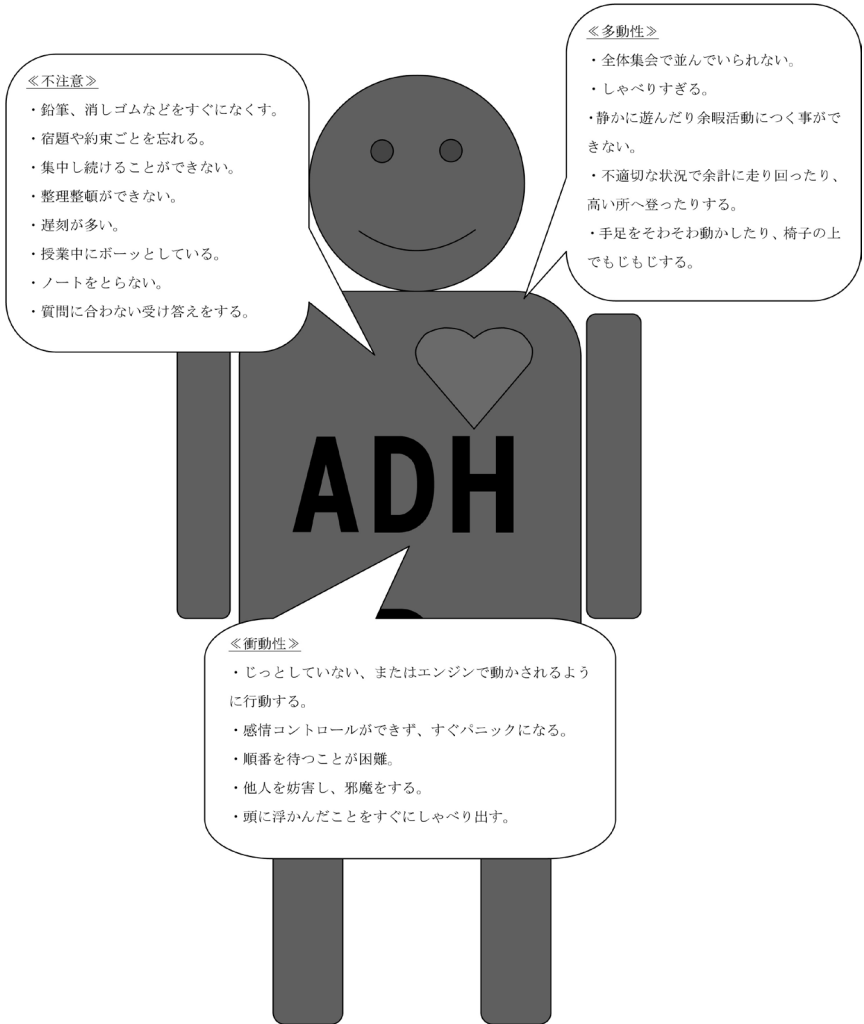 ≪不注意≫
・鉛筆、消しゴムなどをすぐになくす。
・宿題や約束ごとを忘れる。
・集中し続けることができない。
・整理整頓ができない。
・遅刻が多い。
・授業中にボーッとしている。
・ノートをとらない。
・質問に合わない受け答えをする。
≪多動性≫
・全体集会で並んでいられない。
・しゃべりすぎる。
・静かに遊んだり余暇活動につく事がで
きない。
・不適切な状況で余計に走り回ったり、
高い所へ登ったりする。
・手足をそわそわ動かしたり、椅子の上
でもじもじする。
ADH
≪衝動性≫
・じっとしていない、またはエンジンで動かされるよう
に行動する。
・感情コントロールができず、すぐパニックになる。
・順番を待つことが困難。
・他人を妨害し、邪魔をする。
・頭に浮かんだことをすぐにしゃべり出す。